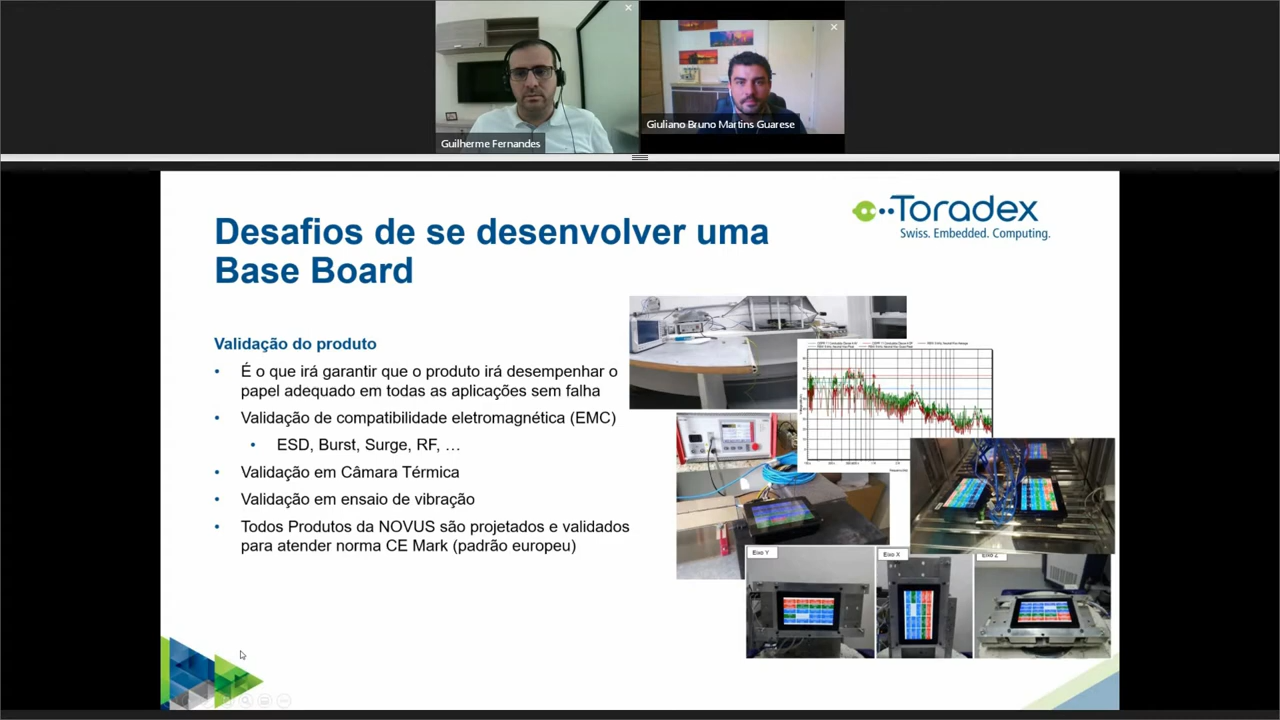 Guilherme Fernandes
Giuliano Bruno Martins Guarese
Toradex
Swiss. Embedded. Computing.
Desafios de se desenvolver uma
Base Board
Validação do produto
• É o que irá garantir que o produto irá desempenhar o
papel adequado em todas as aplicações sem falha
• Validação de compatibilidade eletromagnética (EMC)
• ESD, Burst, Surge, RF, …
• Validação em Câmara Térmica
• Validação em ensaio de vibração
• Todos Produtos da NOVUS são projetados e validados
para atender norma CE Mark (padrão europeu)
Eixo Y
Eixo X
Eixo Z